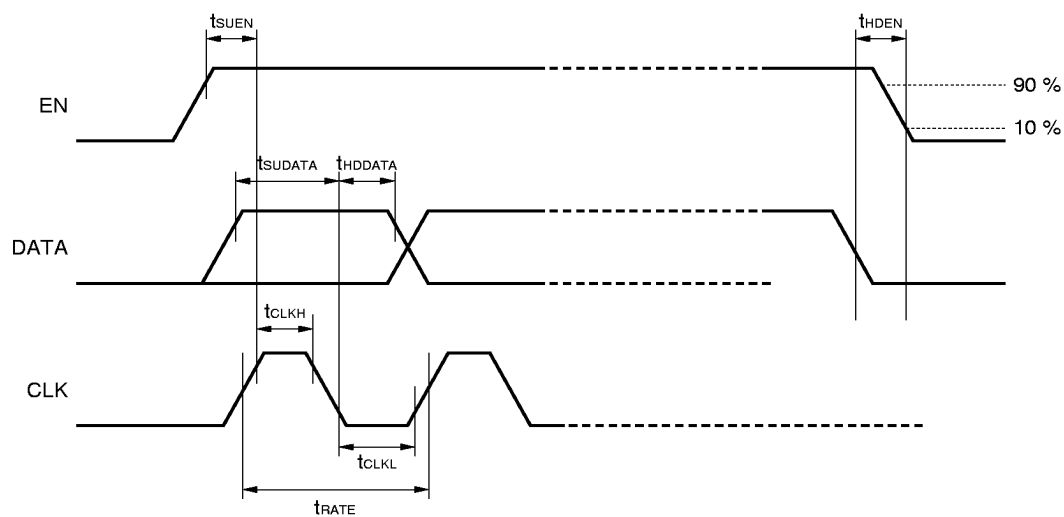 tSUEN
tHDEN
EN
90 %
10 %
tSUDATA
tHDDATA
DATA
tCLKH
CLK
tCLKL
tRATE